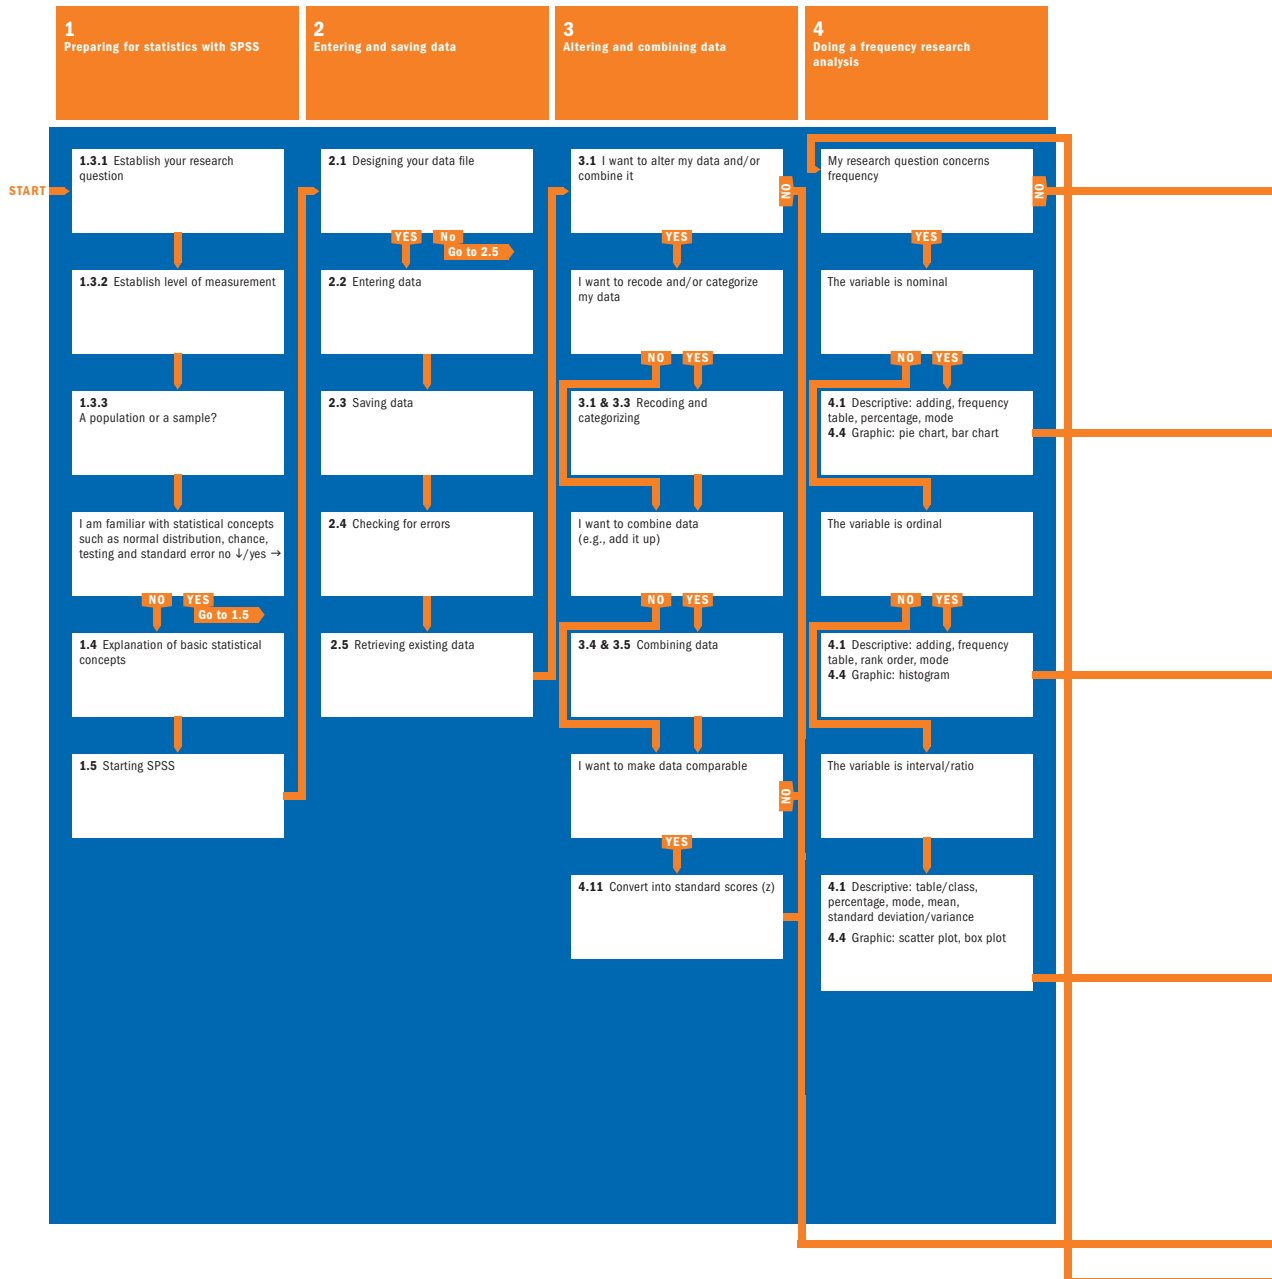 1
Preparing for statistics with SPSS
2
Entering and saving data
3
Altering and combining data
4
Doing a frequency research
analysis
START
1.3.1 Establish your research
question
1.3.2 Establish level of measurement
1.3.3
A population or a sample?
I am familiar with statistical concepts
such as normal distribution, chance,
testing and standard error no ↓/yes →
NO YES
Go to 1.5
1.4 Explanation of basic statistical
concepts
1.5 Starting SPSS
2.1 Designing your data file
YES No
Go to 2.5
2.2 Entering data
2.3 Saving data
2.4 Checking for errors
2.5 Retrieving existing data
3.1 I want to alter my data and/or
combine it
NO
YES
I want to recode and/or categorize
my data
NO YES
3.1 & 3.3 Recoding and
categorizing
I want to combine data
(e.g., add it up)
NO YES
3.4 & 3.5 Combining data
I want to make data comparable
NO
YES
4.11 Convert into standard scores (z)
My research question concerns
frequency
NO
YES
The variable is nominal
NO YES
4.1 Descriptive: adding, frequency
table, percentage, mode
4.4 Graphic: pie chart, bar chart
The variable is ordinal
NO YES
4.1 Descriptive: adding, frequency
table, rank order, mode
4.4 Graphic: histogram
The variable is interval/ratio
4.1 Descriptive: table/class,
percentage, mode, mean,
standard deviation/variance
4.4 Graphic: scatter plot, box plot